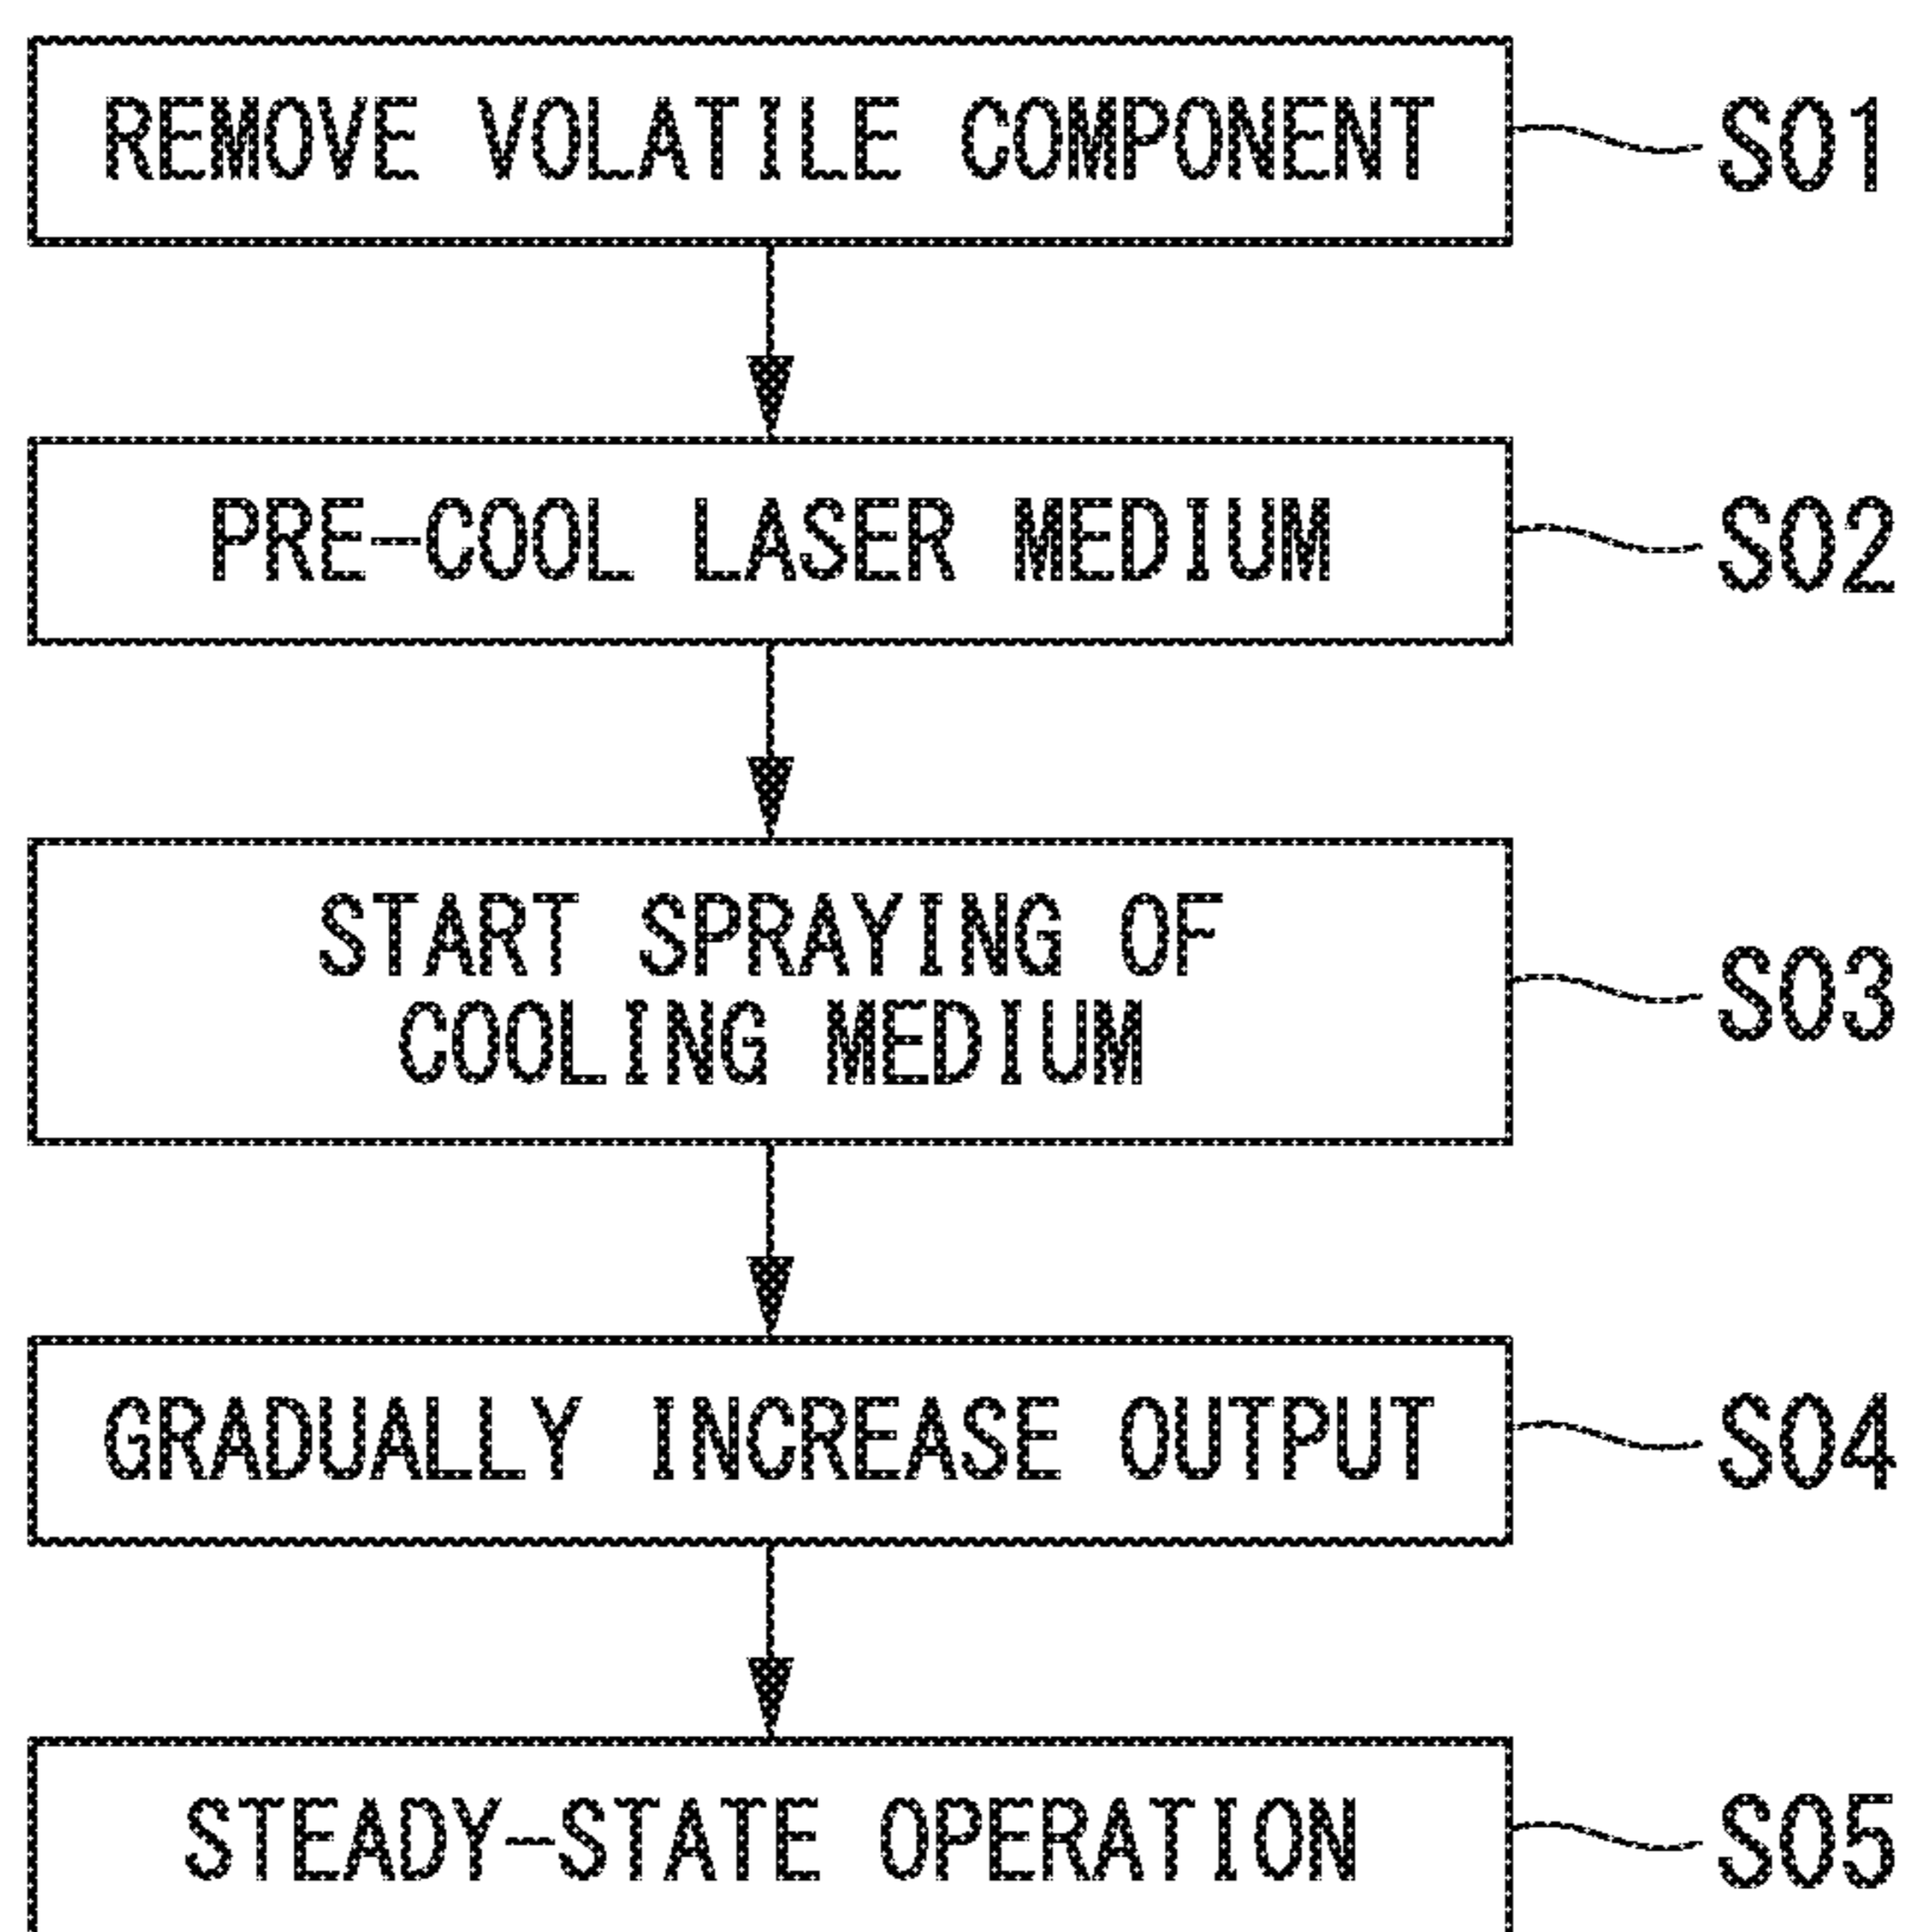 REMOVE VOLATILE COMPONENT S01
PRE-COOL LASER MEDIUM S02
START SPRAYING OF
COOLING MEDIUM S03
GRADUALLY INCREASE OUTPUT S04
STEADY-STATE OPERATION S05